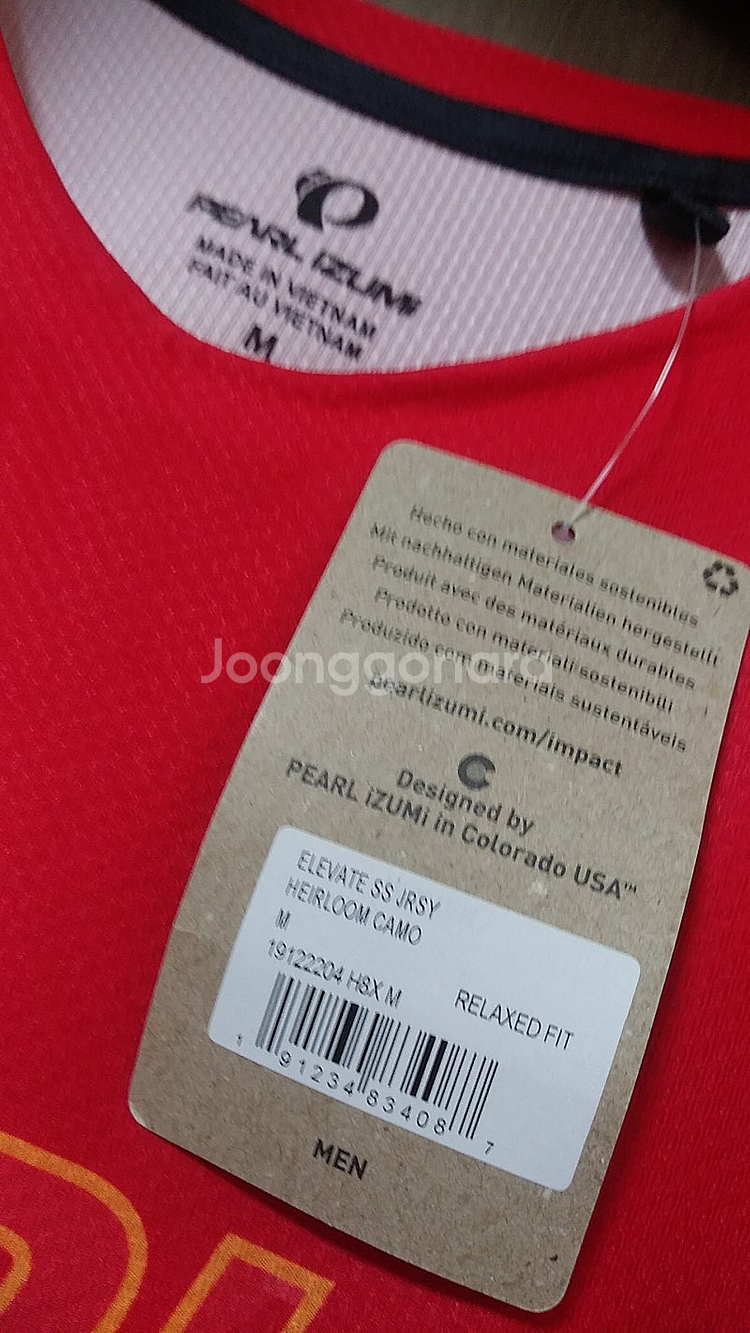 PEARL iZUMi
MADE IN VIETNAM
FAIT AU VIETNAM
M
Hecho con materiales sostenibles
Mit nachhaltigen Materialien hergestellt
Produit avec des matériaux durables
Prodotto con materiali sostenibili
Produzido com materiais sustentáveis
Joonggonara
pearlizumi.com/impact
Designed by
PEARL iZUMi in Colorado USA™
ELEVATE SS JRSY
HEIRLOOM CAMO
M
19122204 H8X M
RELAXED FIT
1 91234 83408 7
MEN